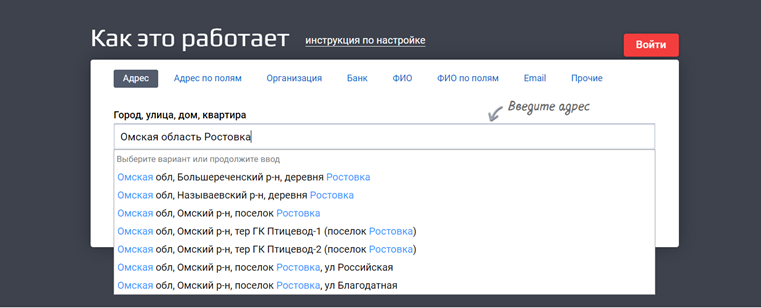 Как это работает инструкция по настройке
Войти
Адрес Адрес по полям Организация Банк ФИО ФИО по полям Email Прочие
Введите адрес
Город, улица, дом, квартира
Омская область Ростовка
Выберите вариант или продолжите ввод
Омская обл, Большереченский р-н, деревня Ростовка
Омская обл, Называевский р-н, деревня Ростовка
Омская обл, Омский р-н, поселок Ростовка
Омская обл, Омский р-н, тер ГК Птицевод-1 (поселок Ростовка)
Омская обл, Омский р-н, тер ГК Птицевод-2 (поселок Ростовка)
Омская обл, Омский р-н, поселок Ростовка, ул Российская
Омская обл, Омский р-н, поселок Ростовка, ул Благодатная